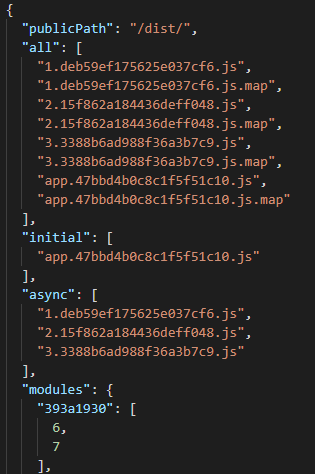 {
"publicPath": "/dist/",
"all": [
"1.deb59ef175625e037cf6.js",
"1.deb59ef175625e037cf6.js.map",
"2.15f862a184436deff048.js",
"2.15f862a184436deff048.js.map",
"3.3388b6ad988f36a3b7c9.js",
"3.3388b6ad988f36a3b7c9.js.map",
"app.47bbd4b0c8c1f5f51c10.js",
"app.47bbd4b0c8c1f5f51c10.js.map"
],
"initial": [
"app.47bbd4b0c8c1f5f51c10.js"
],
"async": [
"1.deb59ef175625e037cf6.js",
"2.15f862a184436deff048.js",
"3.3388b6ad988f36a3b7c9.js"
],
"modules": {
"393a1930": [
6,
7
],